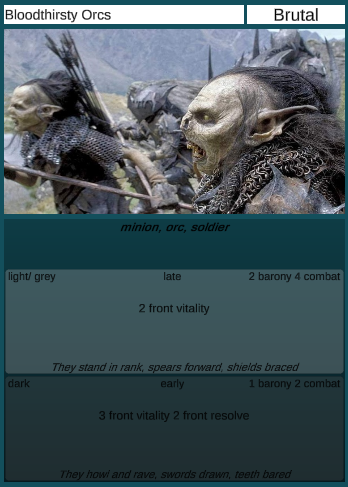 Bloodthirsty Orcs
Brutal
minion, orc, soldier
light/ grey late 2 barony 4 combat
2 front vitality
They stand in rank, spears forward, shields braced
dark early 1 barony 2 combat
3 front vitality 2 front resolve
They howl and rave, swords drawn, teeth bared